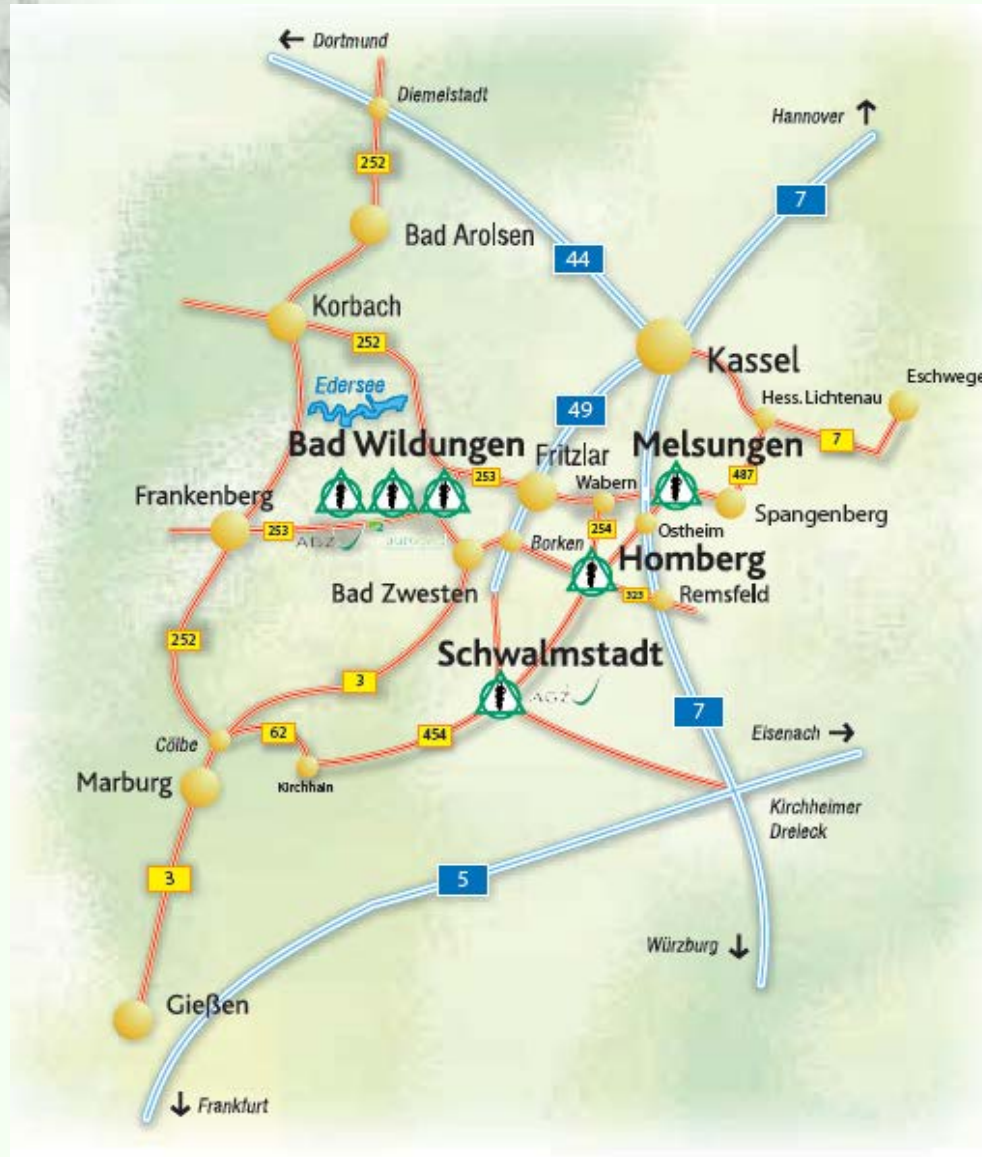 ← Dortmund
Diemelstadt
Hannover ↑
252
7
Bad Arolsen
44
Korbach
252
Kassel
Eschwege
Edersee
Hess. Lichtenau
49
7
Bad Wildungen
Melsungen
Fritzlar
253
Wabern
487
Frankenberg
Spangenberg
253
AGZ
254
Ostheim
Borken
Homberg
Bad Zwesten
323
Remsfeld
252
Schwalmstadt
3
AGZ
7
62
454
Eisenach →
Cölbe
Marburg
Kirchhain
Kirchheimer
Dreieck
3
5
Würzburg ↓
Gießen
↓ Frankfurt